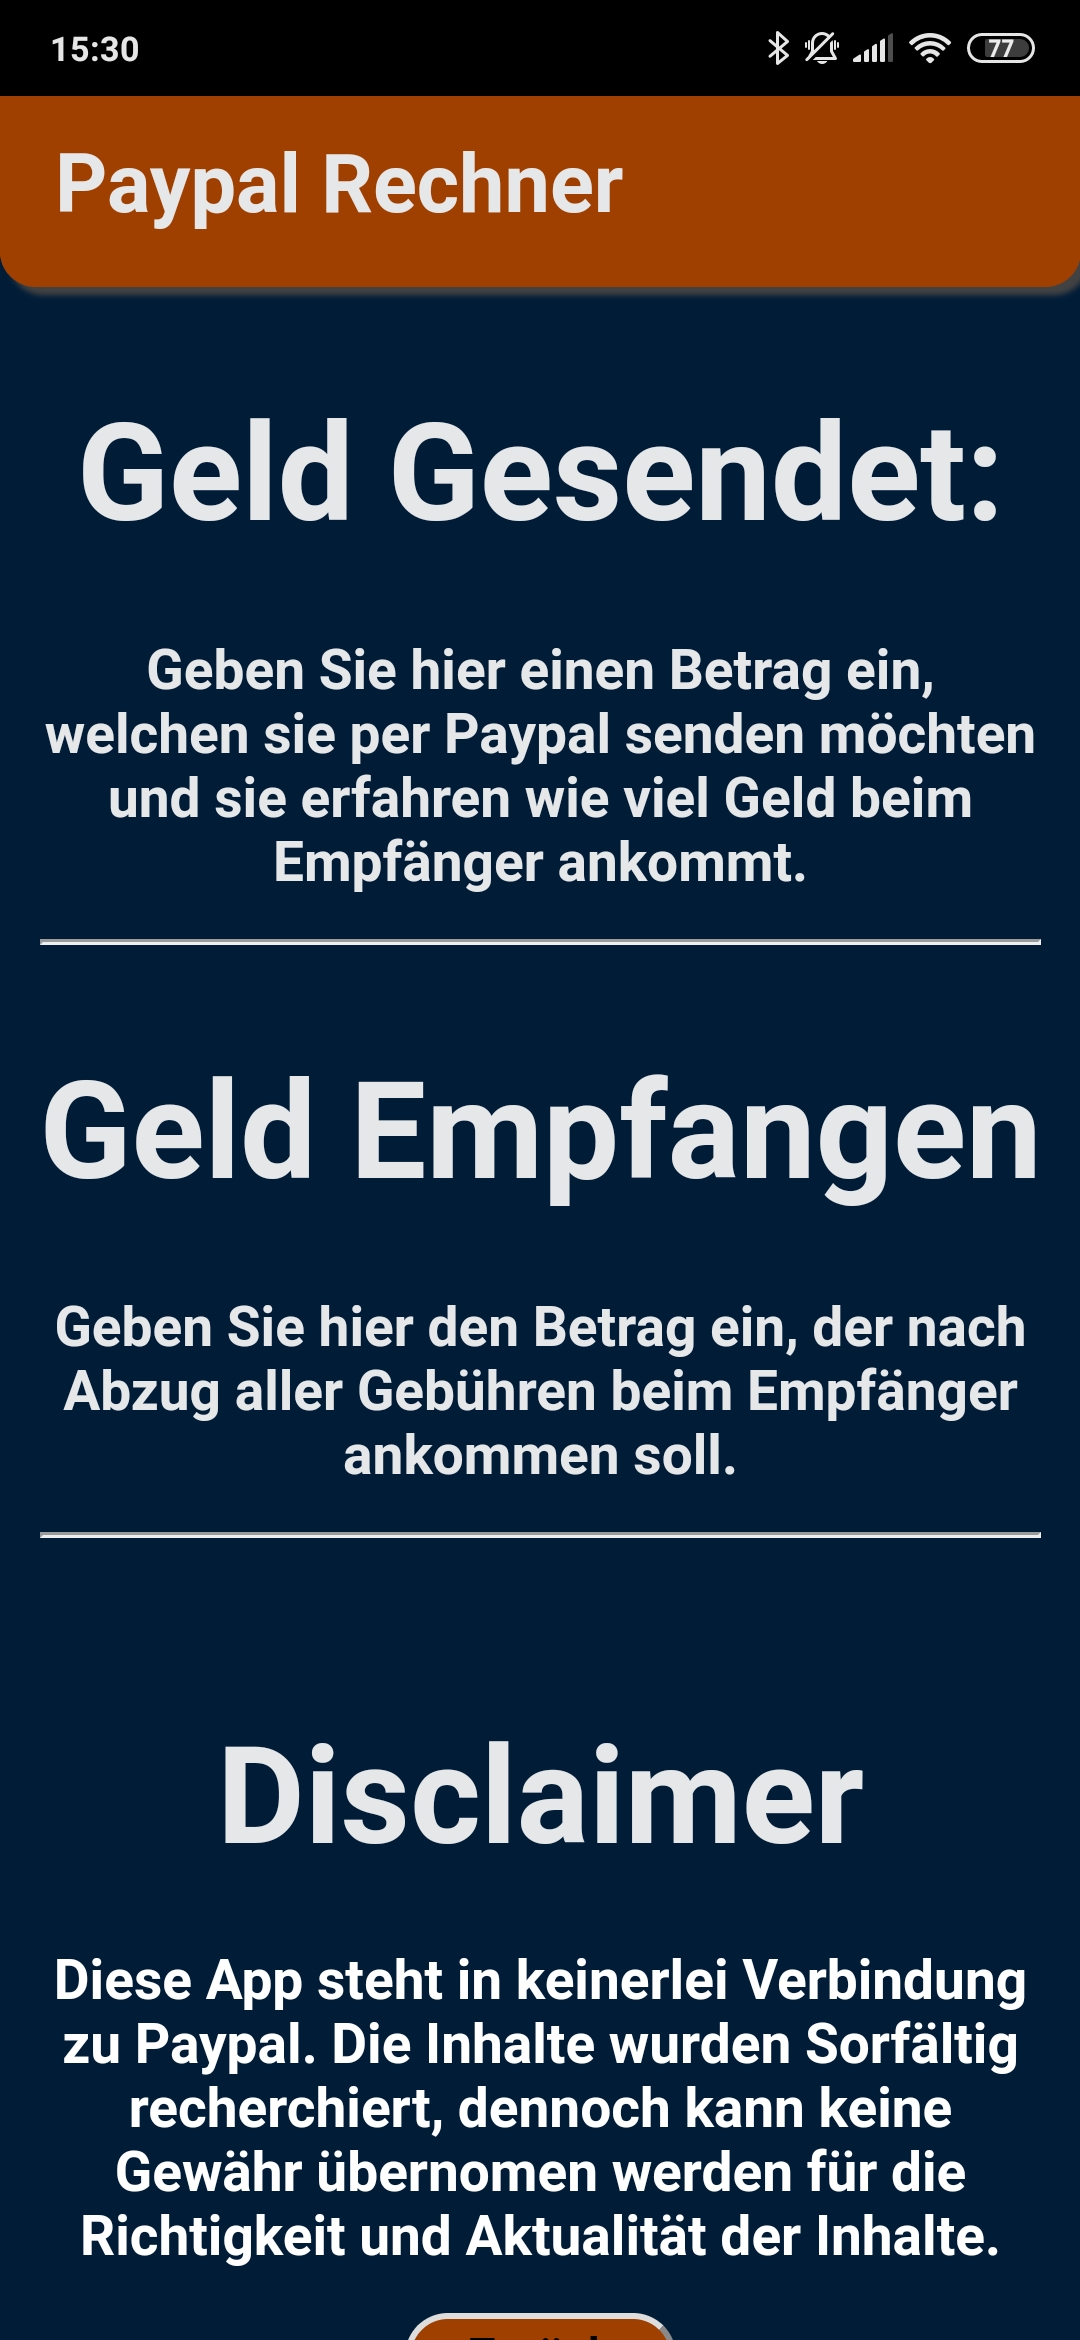 15:30
77
Paypal Rechner
Geld Gesendet:
Geben Sie hier einen Betrag ein,
welchen sie per Paypal senden möchten
und sie erfahren wie viel Geld beim
Empfänger ankommt.
Geld Empfangen
Geben Sie hier den Betrag ein, der nach
Abzug aller Gebühren beim Empfänger
ankommen soll.
Disclaimer
Diese App steht in keinerlei Verbindung
zu Paypal. Die Inhalte wurden Sorfältig
recherchiert, dennoch kann keine
Gewähr übernomen werden für die
Richtigkeit und Aktualität der Inhalte.